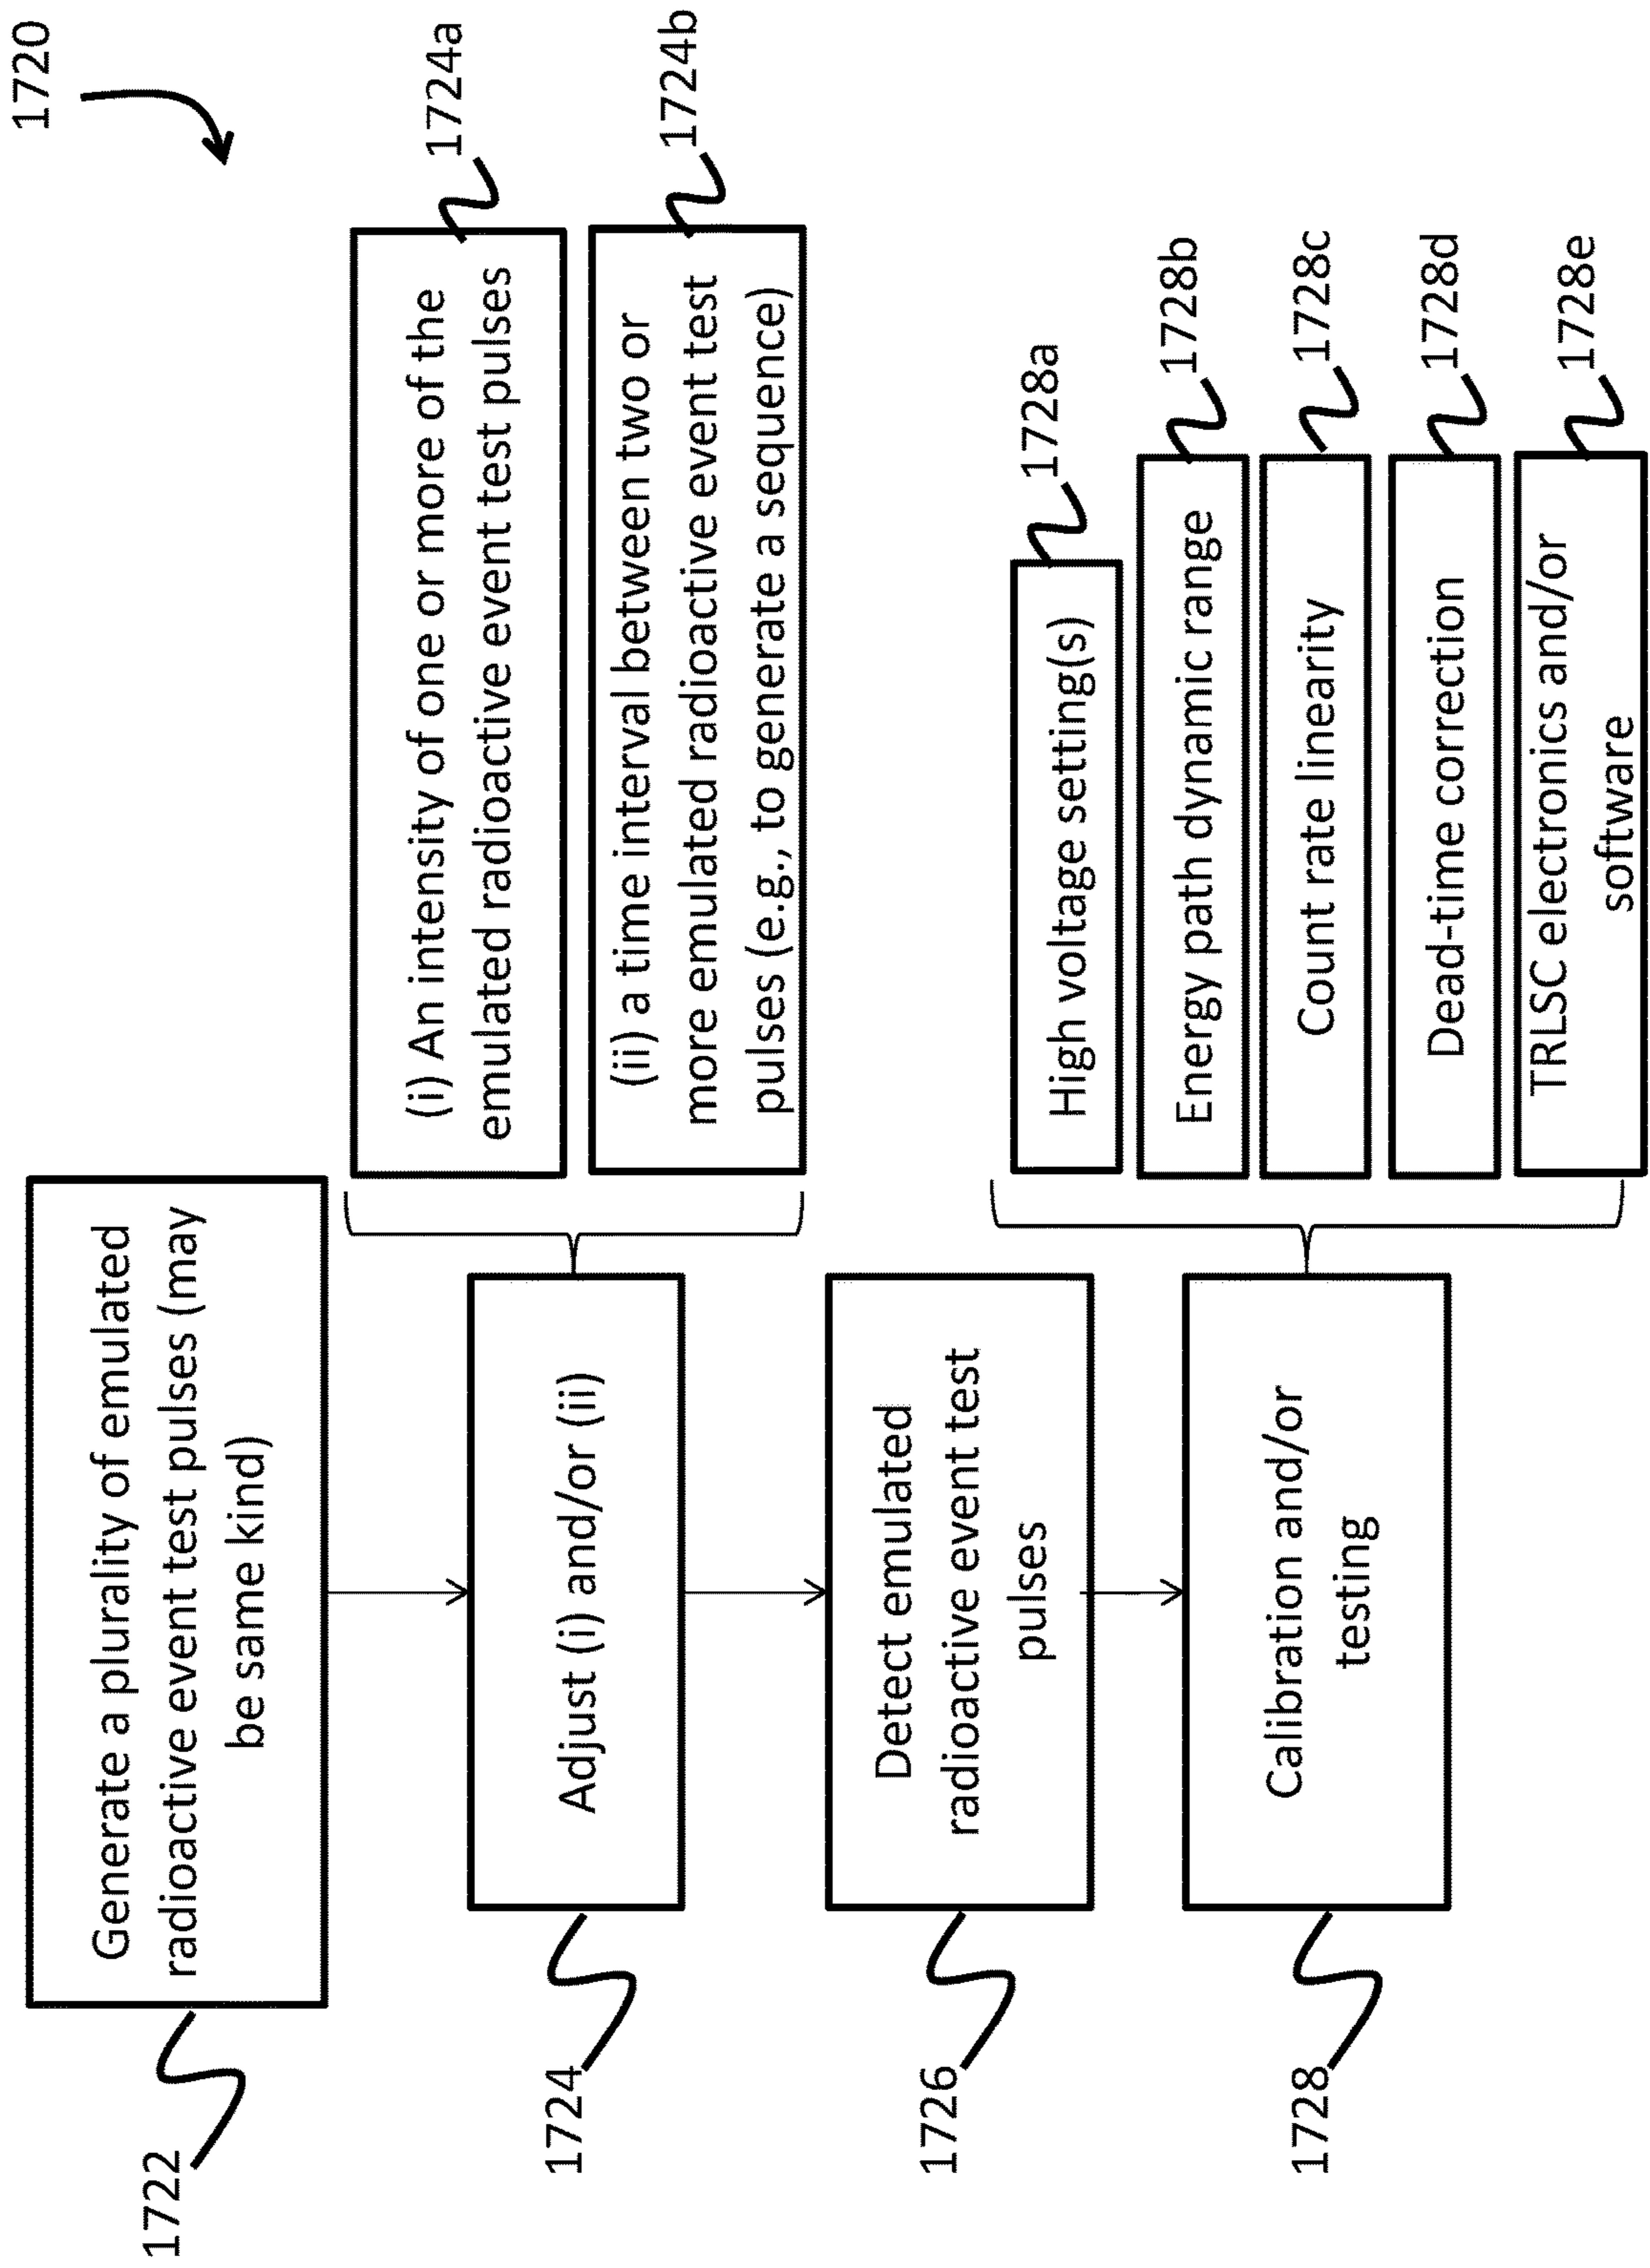 1720
1722
Generate a plurality of emulated
radioactive event test pulses (may
be same kind)
1724
Adjust (i) and/or (ii)
(i) An intensity of one or more of the
emulated radioactive event test pulses
1724a
(ii) a time interval between two or
more emulated radioactive event test
pulses (e.g., to generate a sequence)
1724b
1726
Detect emulated
radioactive event test
pulses
1728
Calibration and/or
testing
High voltage setting(s)
1728a
Energy path dynamic range
1728b
Count rate linearity
1728c
Dead-time correction
1728d
TRLSC electronics and/or
software
1728e